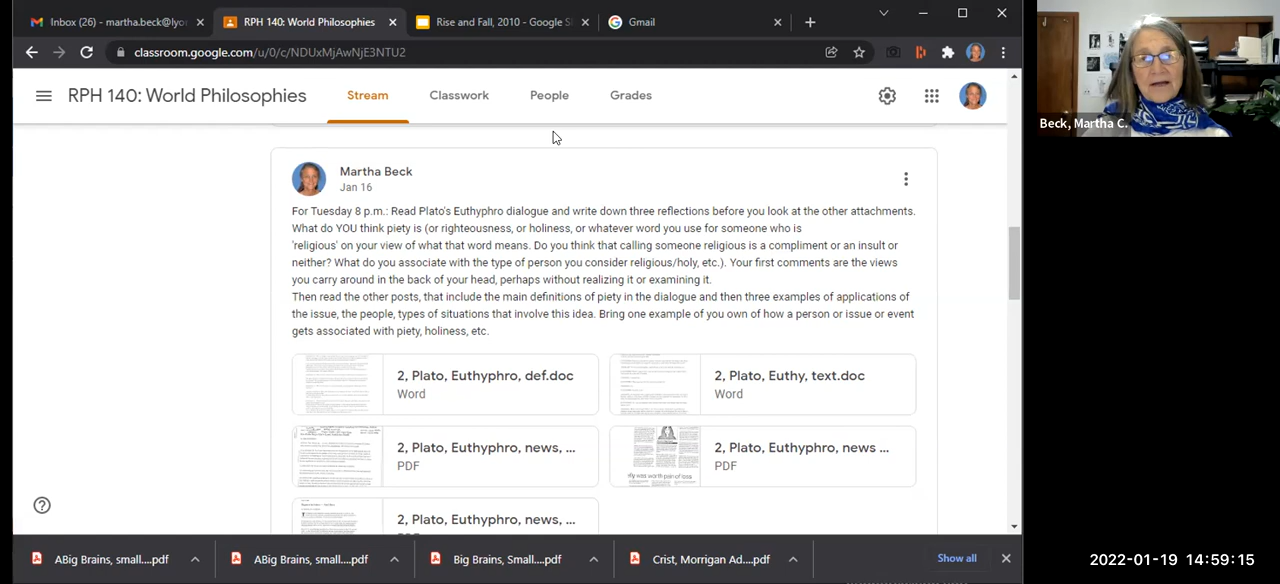 Inbox (26) - martha.beck@lyo
RPH 140: World Philosophies
Rise and Fall, 2010 - Google S
Gmail
classroom.google.com/u/0/c/NDUxMjAwNjE3NTU2
RPH 140: World Philosophies
Stream
Classwork
People
Grades
Beck, Martha C.
Martha Beck
Jan 16
For Tuesday 8 p.m.: Read Plato's Euthyphro dialogue and write down three reflections before you look at the other attachments.
What do YOU think piety is (or righteousness, or holiness, or whatever word you use for someone who is
'religious' on your view of what that word means. Do you think that calling someone religious is a compliment or an insult or
neither? What do you associate with the type of person you consider religious/holy, etc.). Your first comments are the views
you carry around in the back of your head, perhaps without realizing it or examining it.
Then read the other posts, that include the main definitions of piety in the dialogue and then three examples of applications of
the issue, the people, types of situations that involve this idea. Bring one example of you own of how a person or issue or event
gets associated with piety, holiness, etc.
2, Plato, Euthyphro, def.doc
Word
2, Plato, Euthy, text.doc
Word
2, Plato, Euthyphro, news, ...
PDF
2, Plato, Euthyphro, news ...
PDF
2, Plato, Euthyphro, news, ...
ABig Brains, small....pdf
ABig Brains, small....pdf
Big Brains, Small....pdf
Crist, Morrigan Ad....pdf
Show all
2022-01-19 14:59:15